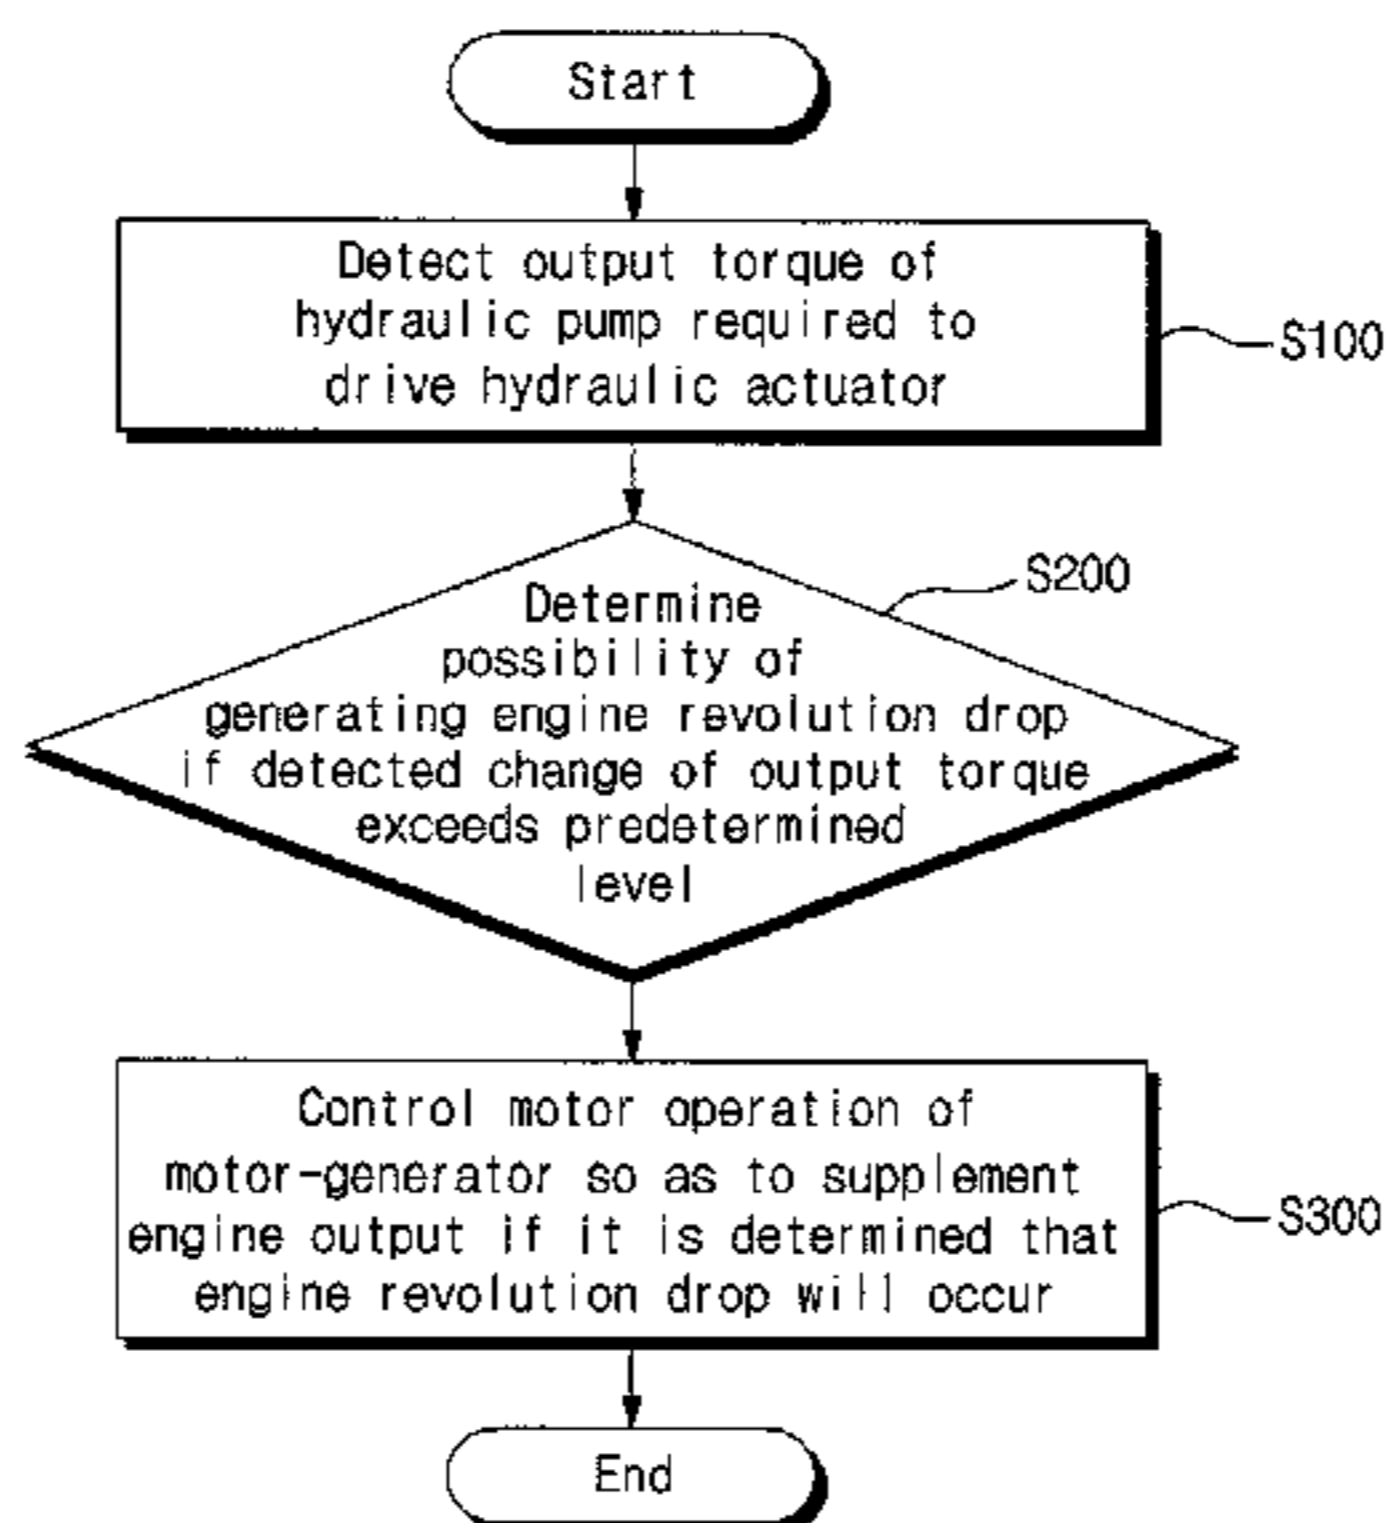 Start
Detect output torque of
hydraulic pump required to
drive hydraulic actuator
S100
S200
Determine
possibility of
generating engine revolution drop
if detected change of output torque
exceeds predetermined
level
Control motor operation of
motor-generator so as to supplement
engine output if it is determined that
engine revolution drop will occur
S300
End